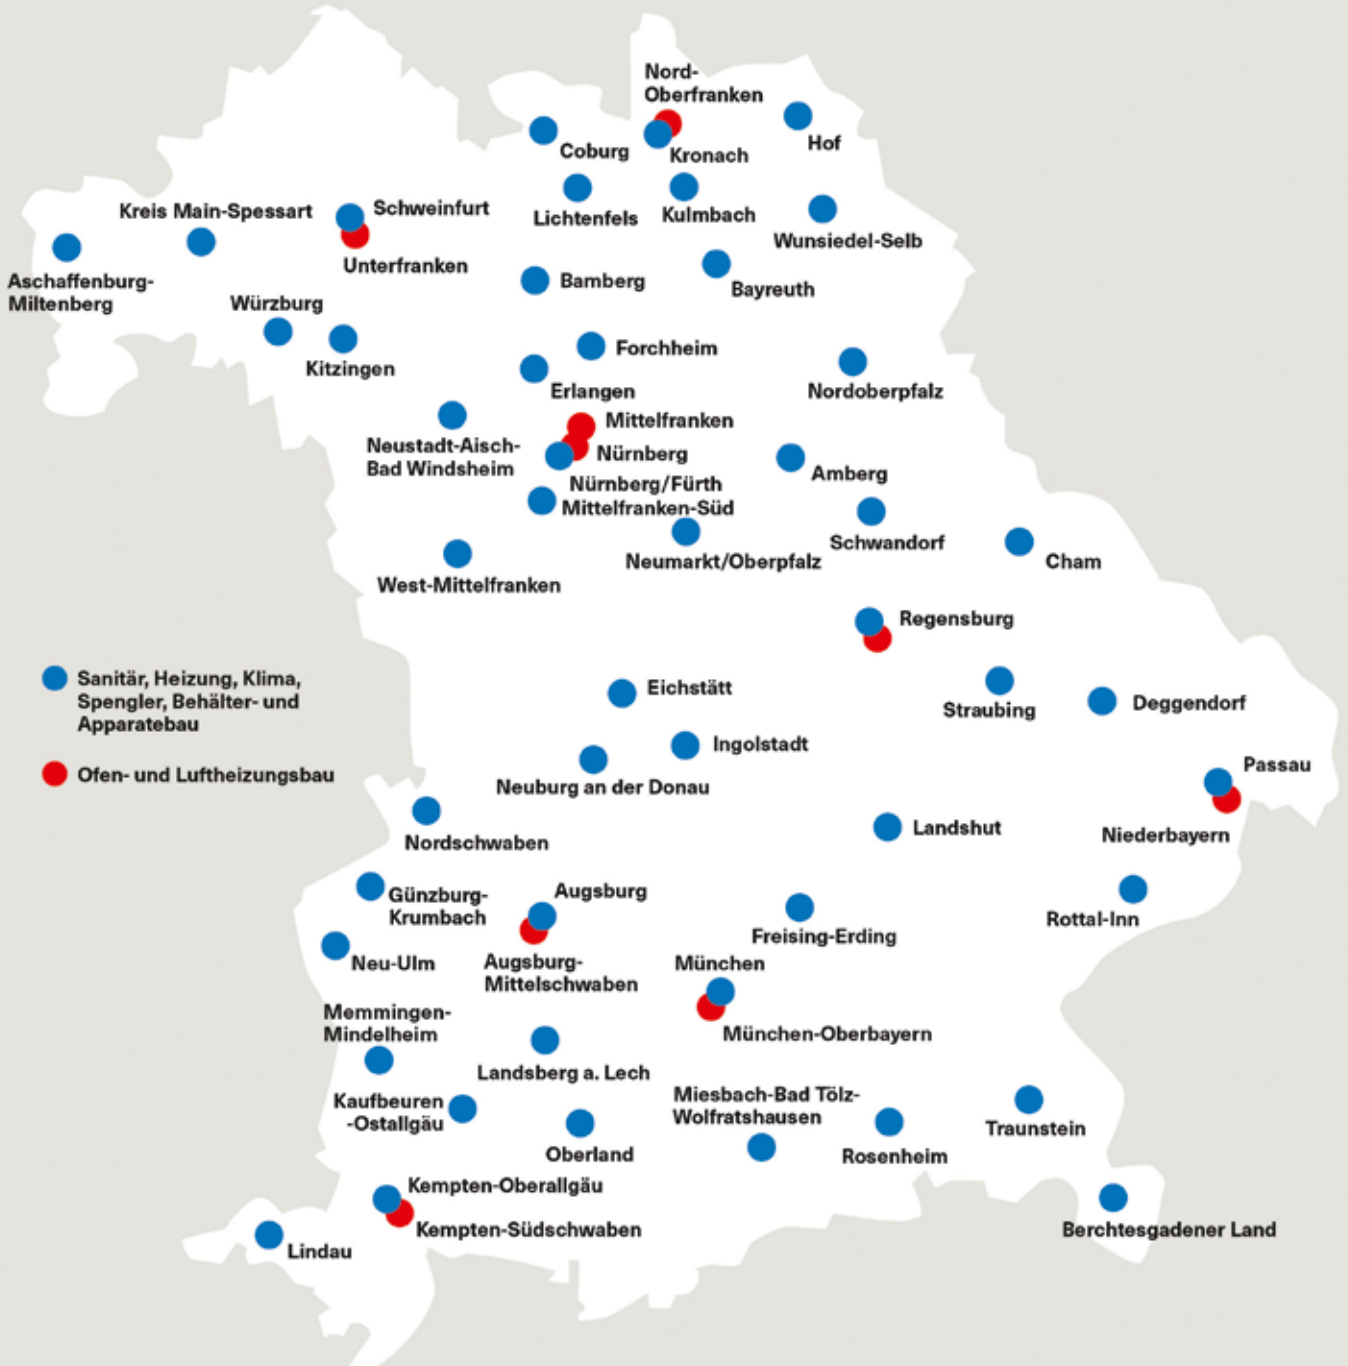 Nord-
Oberfranken
Hof
Coburg
Kronach
Kreis Main-Spessart
Schweinfurt
Lichtenfels
Kulmbach
Wunsiedel-Selb
Unterfranken
Aschaffenburg-
Miltenberg
Bamberg
Bayreuth
Würzburg
Kitzingen
Forchheim
Erlangen
Nordoberpfalz
Mittelfranken
Neustadt-Aisch-
Bad Windsheim
Nürnberg
Amberg
Nürnberg/Fürth
Mittelfranken-Süd
Schwandorf
Neumarkt/Oberpfalz
Cham
West-Mittelfranken
Regensburg
Sanitär, Heizung, Klima,
Spengler, Behälter- und
Apparatebau
Ofen- und Luftheizungsbau
Eichstätt
Straubing
Deggendorf
Ingolstadt
Neuburg an der Donau
Passau
Nordschwaben
Landshut
Niederbayern
Günzburg-
Krumbach
Augsburg
Rottal-Inn
Freising-Erding
Neu-Ulm
Augsburg-
Mittelschwaben
München
Memmingen-
Mindelheim
München-Oberbayern
Landsberg a. Lech
Kaufbeuren
-Ostallgäu
Miesbach-Bad Tölz-
Wolfratshausen
Traunstein
Oberland
Rosenheim
Kempten-Oberallgäu
Kempten-Südschwaben
Berchtesgadener Land
Lindau